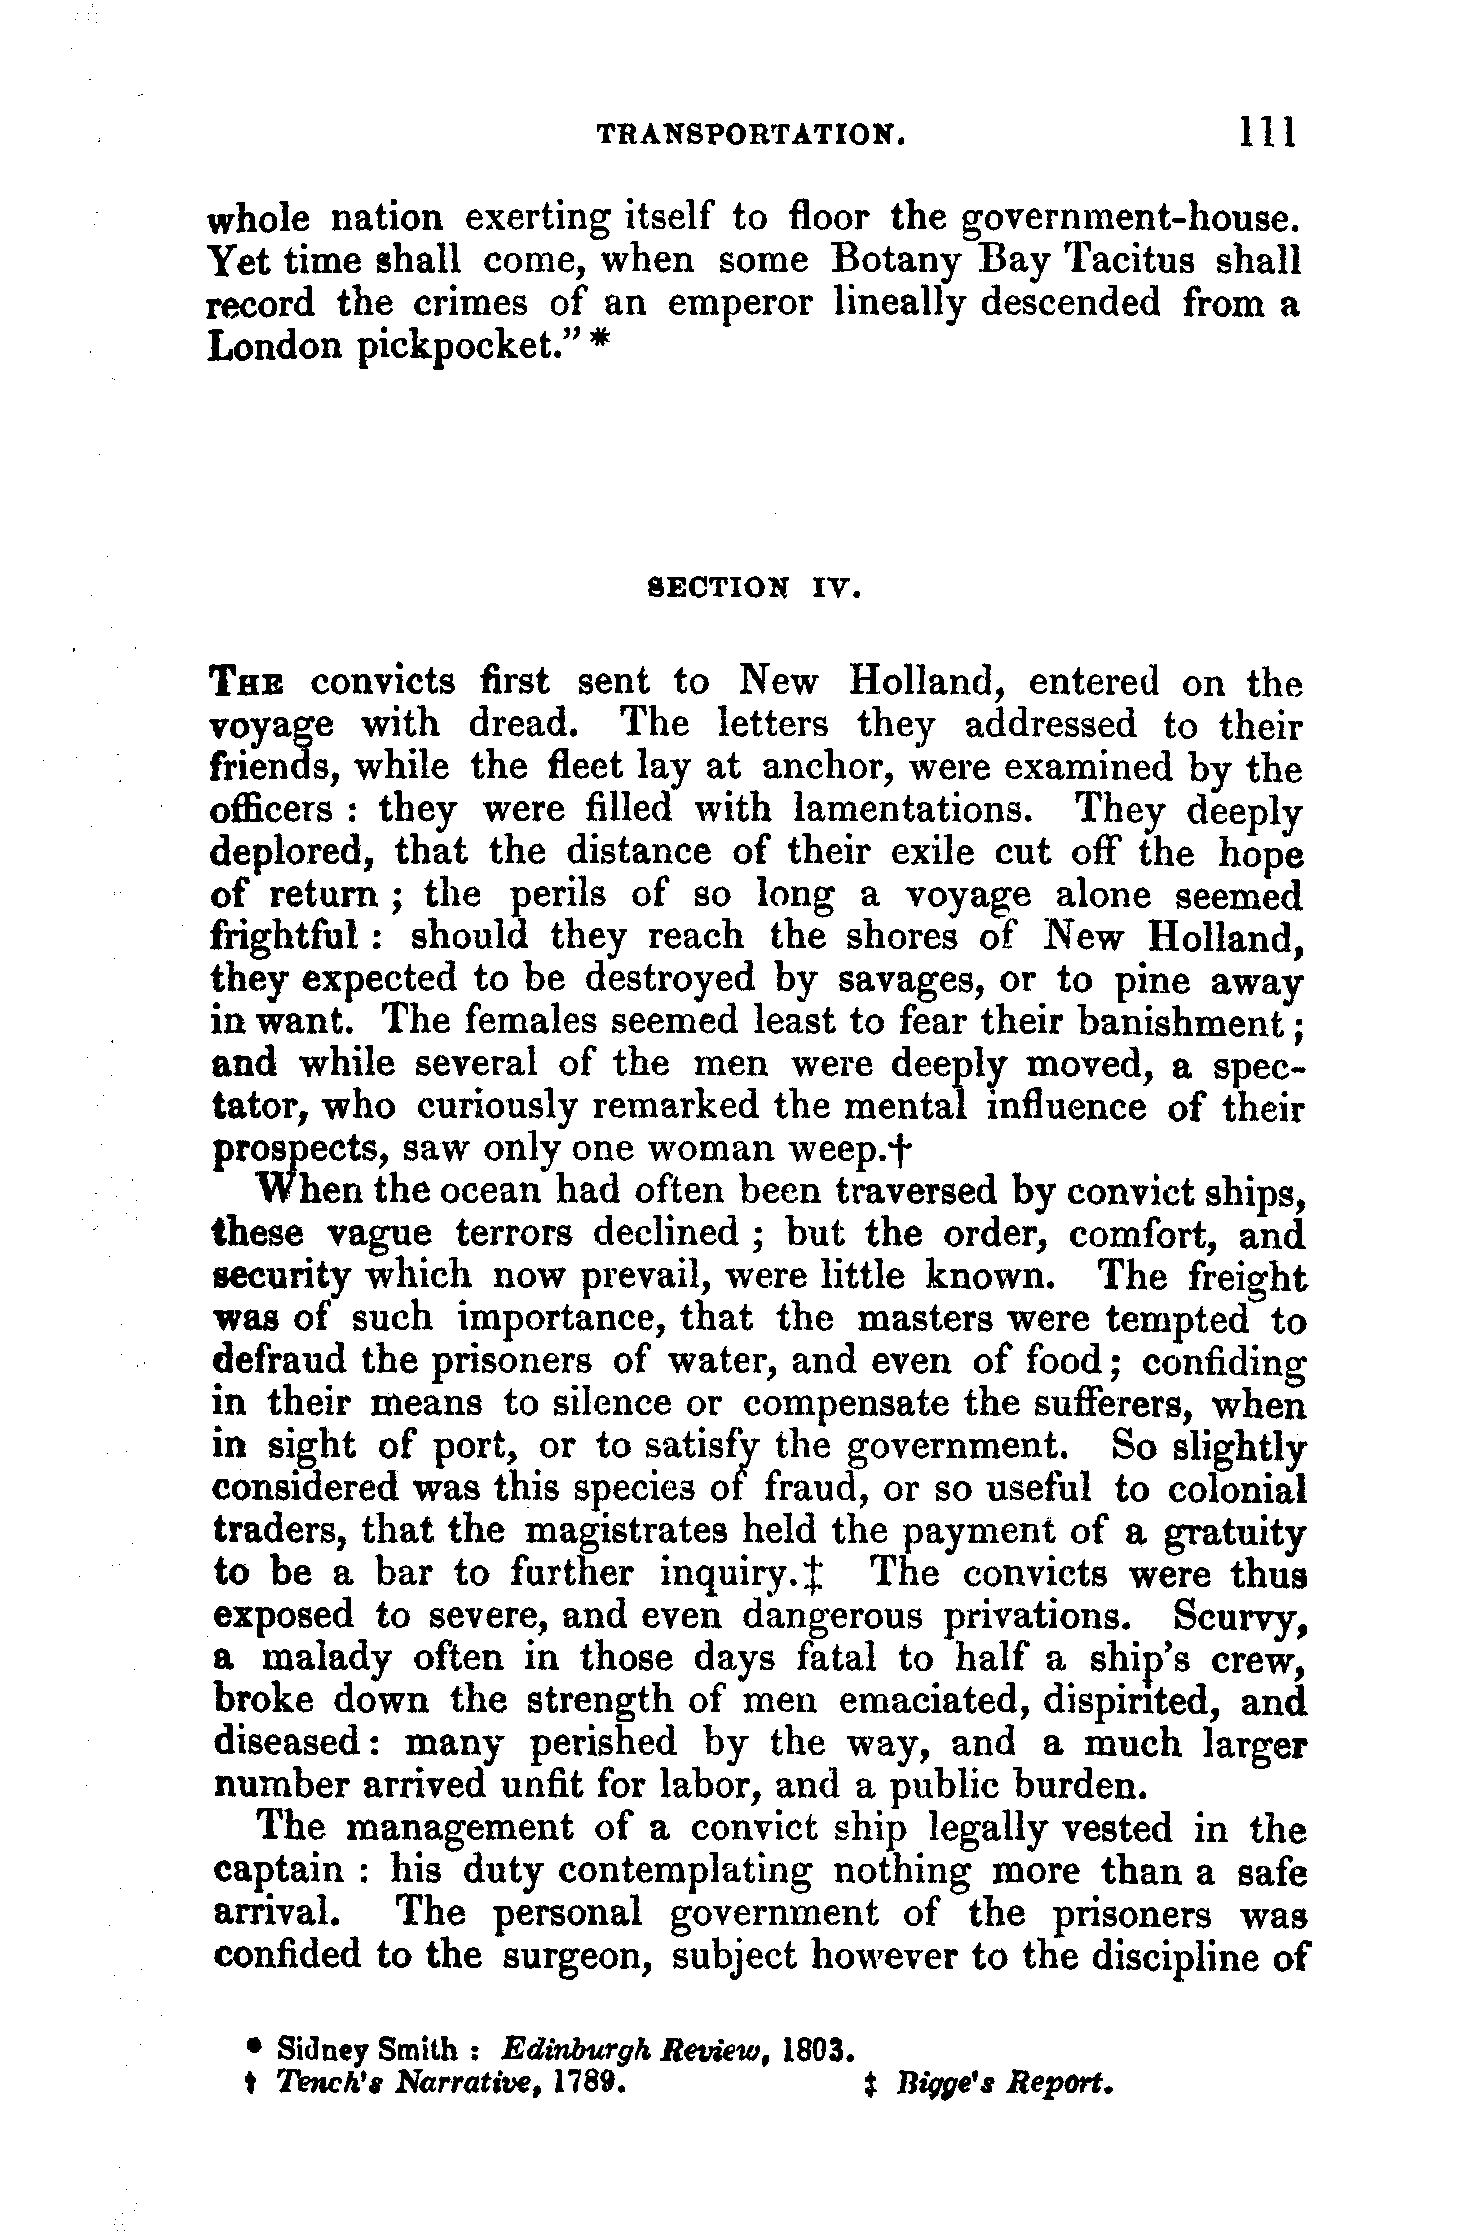 TRANSPORTATION. 111
whole nation exerting itself to floor the government-house.
Yet time shall come, when some Botany Bay Tacitus shall
record the crimes of an emperor lineally descended from a
London pickpocket." *
SECTION IV.
THE convicts first sent to New Holland, entered on the
voyage with dread. The letters they addressed to their
friends, while the fleet lay at anchor, were examined by the
officers : they were filled with lamentations. They deeply
deplored, that the distance of their exile cut off the hope
of return ; the perils of so long a voyage alone seemed
frightful : should they reach the shores of New Holland,
they expected to be destroyed by savages, or to pine away
in want. The females seemed least to fear their banishment ;
and while several of the men were deeply moved, a spec-
tator, who curiously remarked the mental influence of their
prospects, saw only one woman weep.†
When the ocean had often been traversed by convict ships,
these vague terrors declined ; but the order, comfort, and
security which now prevail, were little known. The freight
was of such importance, that the masters were tempted to
defraud the prisoners of water, and even of food ; confiding
in their means to silence or compensate the sufferers, when
in sight of port, or to satisfy the government. So slightly
considered was this species of fraud, or so useful to colonial
traders, that the magistrates held the payment of a gratuity
to be a bar to further inquiry.‡ The convicts were thus
exposed to severe, and even dangerous privations. Scurvy,
a malady often in those days fatal to half a ship's crew,
broke down the strength of men emaciated, dispirited, and
diseased : many perished by the way, and a much larger
number arrived unfit for labor, and a public burden.
The management of a convict ship legally vested in the
captain : his duty contemplating nothing more than a safe
arrival. The personal government of the prisoners was
confided to the surgeon, subject however to the discipline of
* Sidney Smith : Edinburgh Review, 1803.
† Tench's Narrative, 1789. ‡ Bigge's Report.